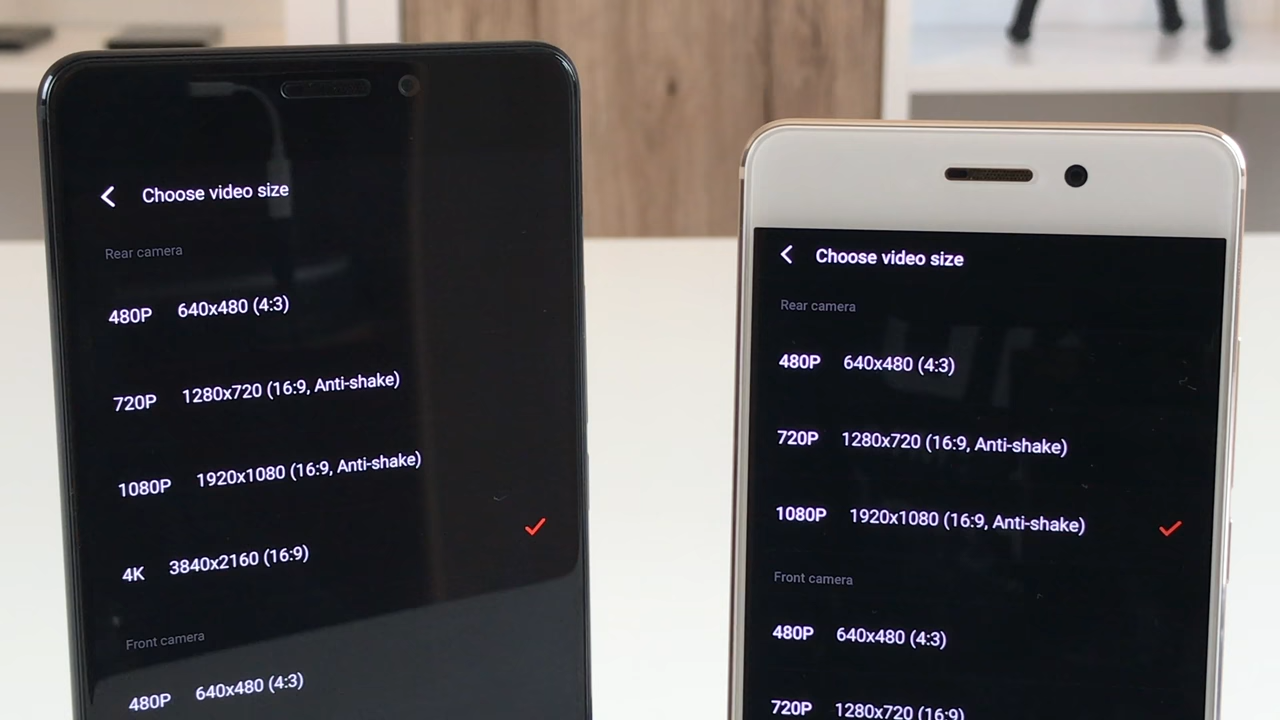 Choose video size
Rear camera
480P 640x480 (4:3)
720P 1280x720 (16:9, Anti-shake)
1080P 1920x1080 (16:9, Anti-shake)
4K 3840x2160 (16:9)
Front camera
480P 640x480 (4:3)
Choose video size
Rear camera
480P 640x480 (4:3)
720P 1280x720 (16:9, Anti-shake)
1080P 1920x1080 (16:9, Anti-shake)
Front camera
480P 640x480 (4:3)
720P 1280x720 (16:9)